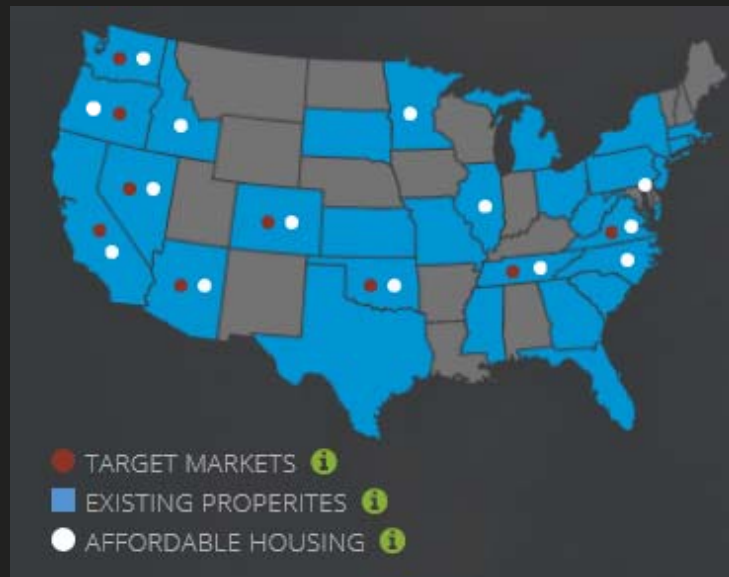 TARGET MARKETS i
EXISTING PROPERITES i
AFFORDABLE HOUSING i